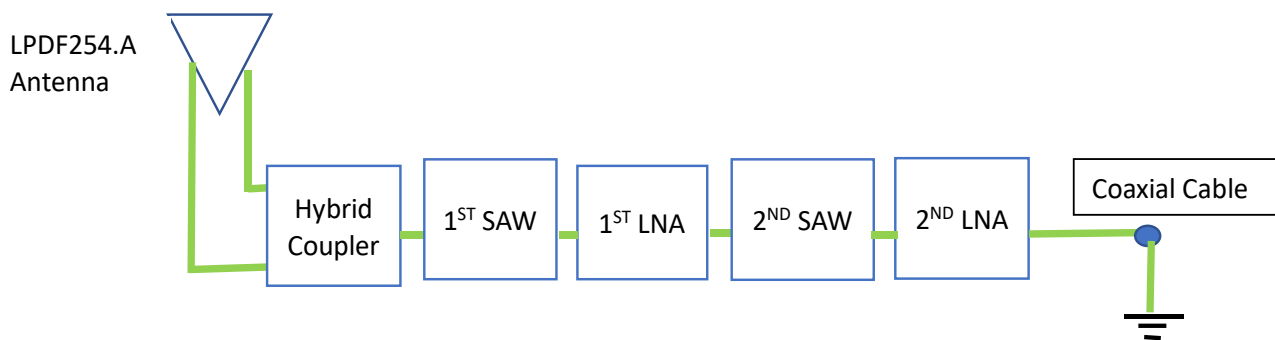 LPDF254.A
Antenna
Hybrid
Coupler
1ST SAW
1ST LNA
2ND SAW
2ND LNA
Coaxial Cable